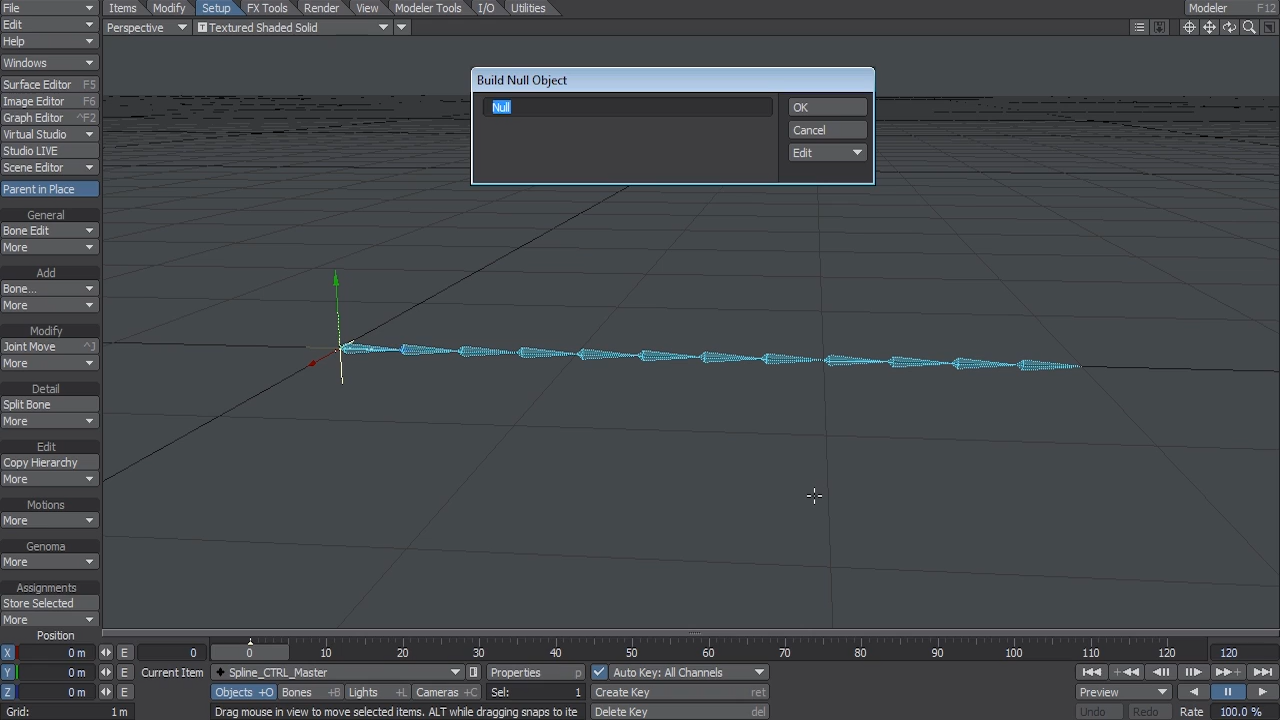 File
Items Modify Setup FX Tools Render View Modeler Tools I/O Utilities
Modeler F12
Edit
Perspective
T Textured Shaded Solid
Help
Windows
Surface Editor F5
Image Editor F6
Graph Editor ^F2
Virtual Studio
Studio LIVE
Scene Editor
Parent in Place
General
Bone Edit
More
Add
Bone...
More
Modify
Joint Move ^J
More
Detail
Split Bone
More
Edit
Copy Hierarchy
More
Motions
More
Genoma
More
Assignments
Store Selected
More
Build Null Object
Null
OK
Cancel
Edit
Position
X 0 m E
Y 0 m E
Z 0 m E
Grid: 1 m
0
0 10 20 30 40 50 60 70 80 90 100 110 120
120
Current Item Spline_CTRL_Master
Properties p
Auto Key: All Channels
Objects +O Bones +B Lights +L Cameras +C
Sel: 1
Create Key ret
Preview
Drag mouse in view to move selected items. ALT while dragging snaps to ite
Delete Key del
Undo Redo
Rate 100.0 %